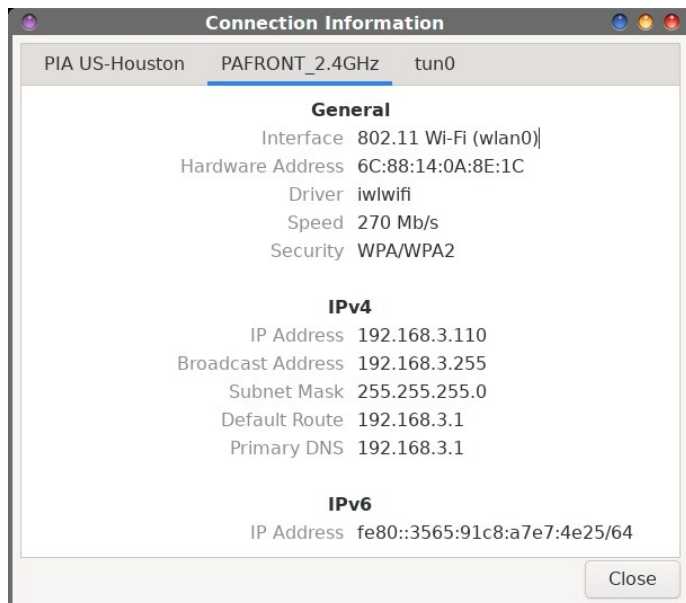 Connection Information
PIA US-Houston PAFRONT_2.4GHz tun0
General
Interface 802.11 Wi-Fi (wlan0)
Hardware Address 6C:88:14:0A:8E:1C
Driver iwlwifi
Speed 270 Mb/s
Security WPA/WPA2
IPv4
IP Address 192.168.3.110
Broadcast Address 192.168.3.255
Subnet Mask 255.255.255.0
Default Route 192.168.3.1
Primary DNS 192.168.3.1
IPv6
IP Address fe80::3565:91c8:a7e7:4e25/64
Close